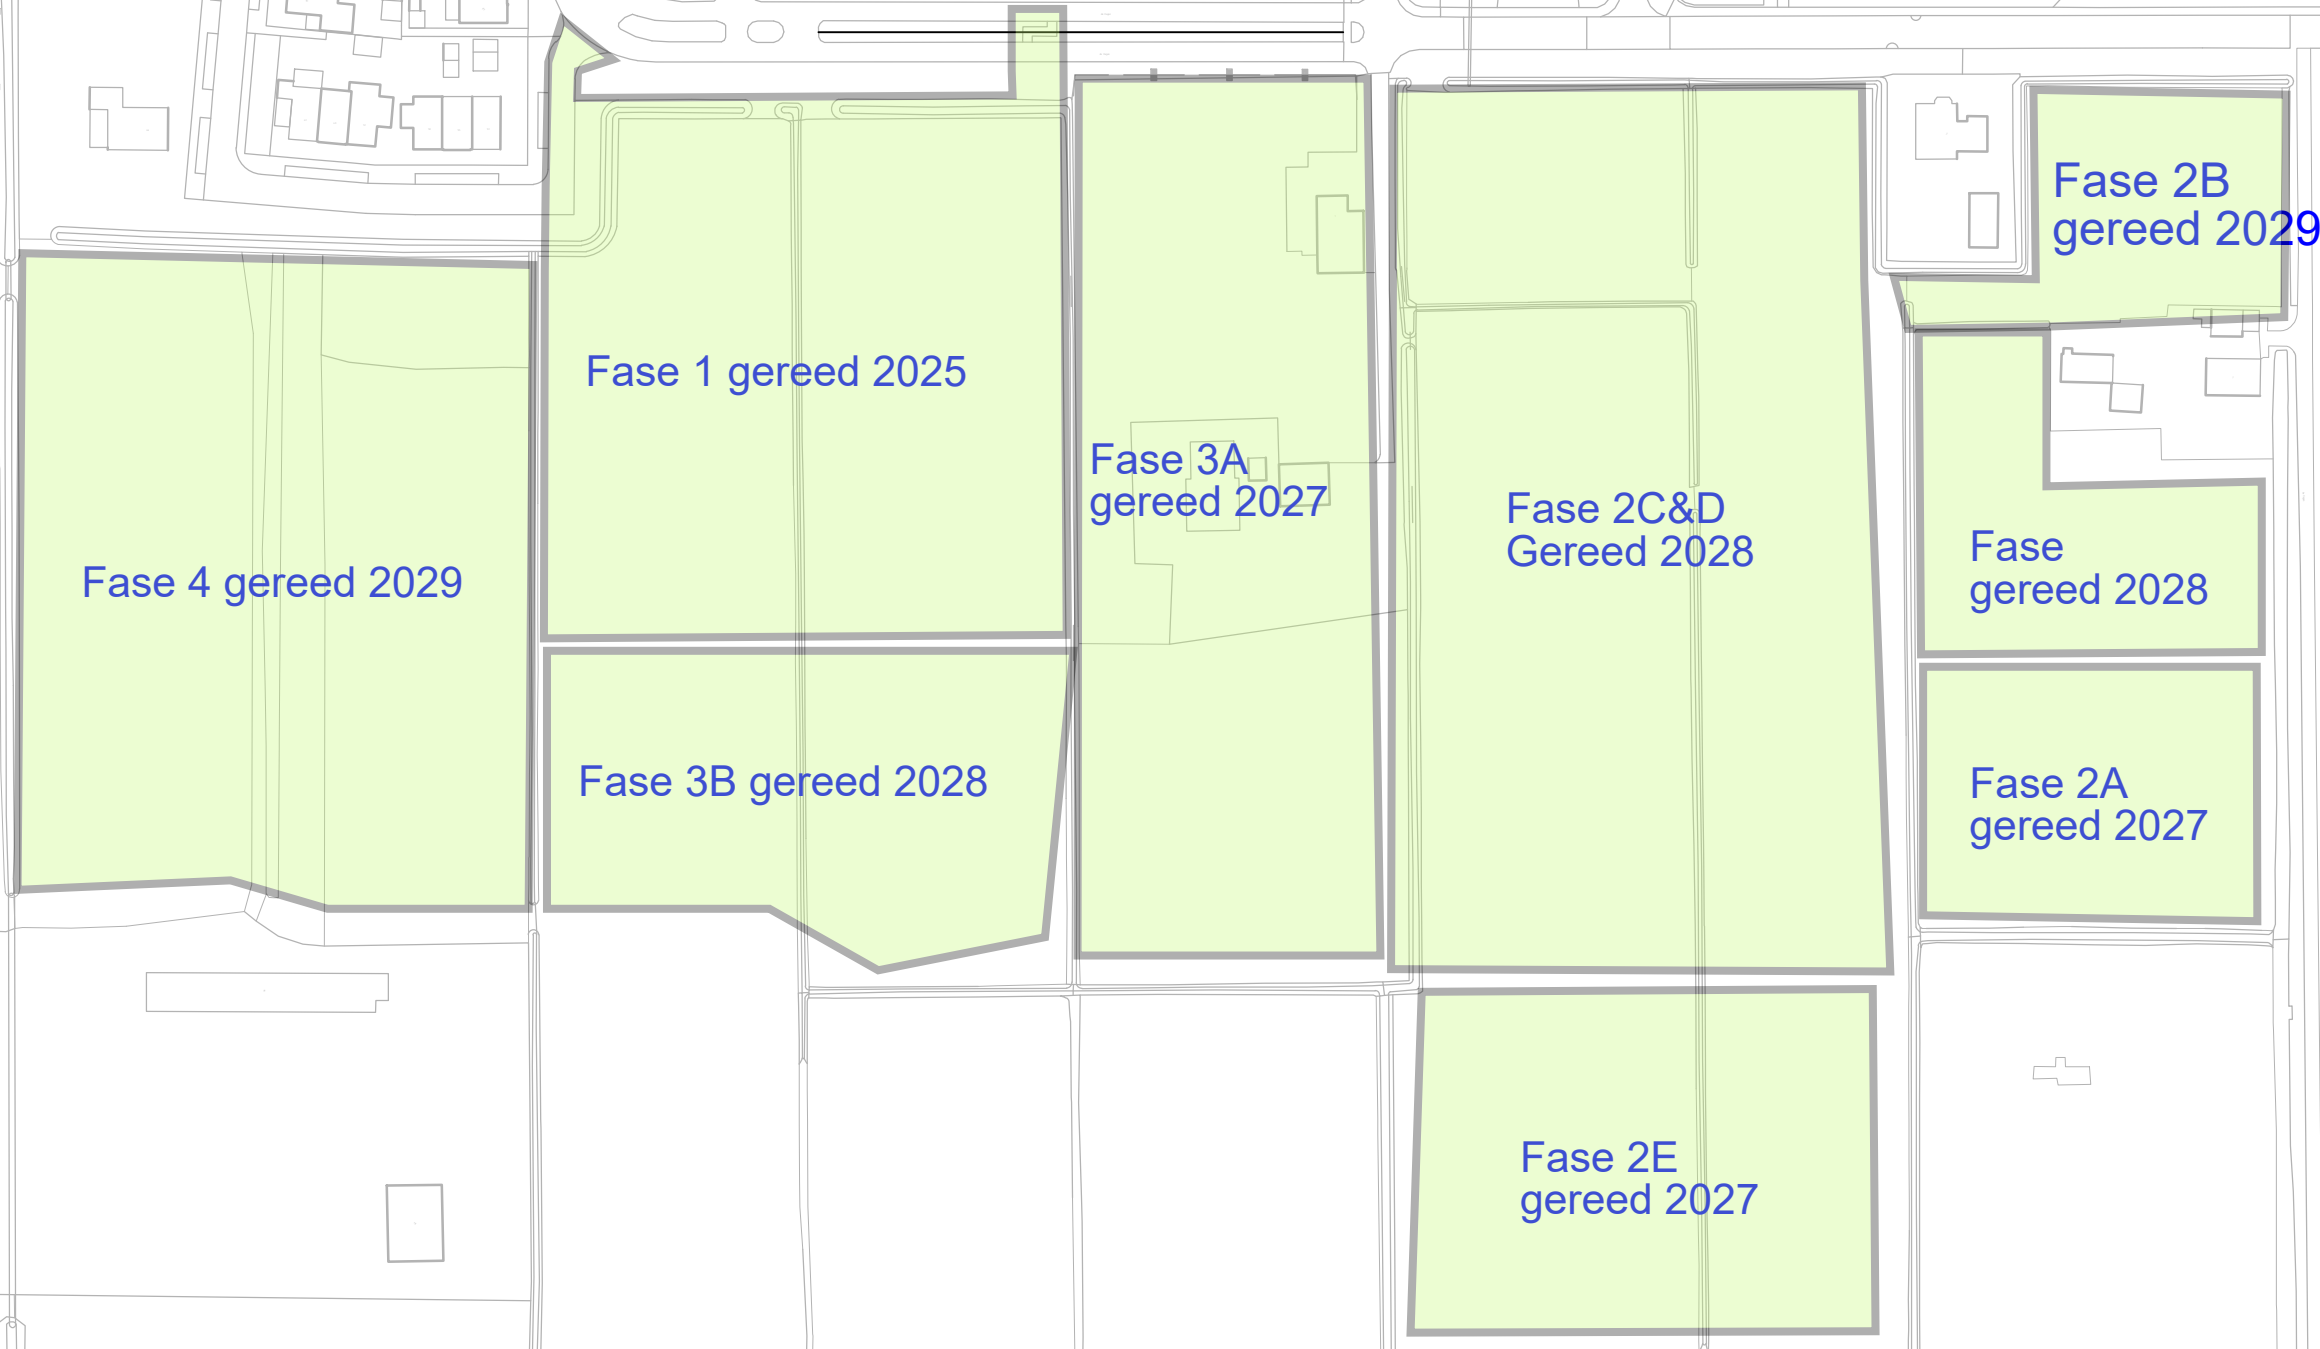 Fase 2B
gereed 2029
Fase 1 gereed 2025
Fase 3A
gereed 2027
Fase 2C&D
Gereed 2028
Fase
gereed 2028
Fase 4 gereed 2029
Fase 3B gereed 2028
Fase 2A
gereed 2027
Fase 2E
gereed 2027